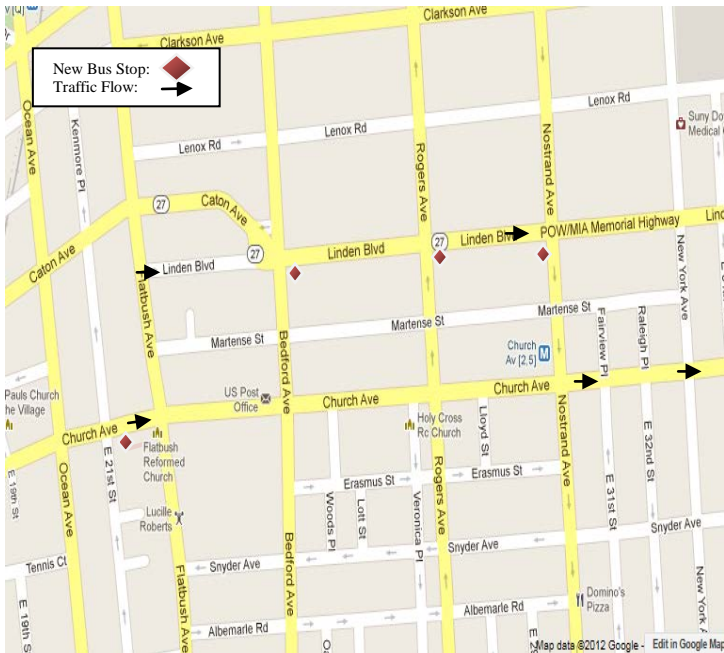 Clarkson Ave
Clarkson Ave
New Bus Stop:
Traffic Flow:
Ocean Ave
Kenmore Pl
Lenox Rd
Lenox Rd
Lenox Rd
Suny Do
Medical
Rogers Ave
Nostrand Ave
27
Caton Ave
27
27
Linden Blvd
POW/MIA Memorial Highway
Linden Blvd
Caton Ave
Linden Blvd
Flatbush Ave
New York Ave
Martense St
Martense St
Martense St
Fairview Pl
Raleigh Pl
Bedford Ave
Church
Av [2,5]
M
US Post
Office
Church Ave
Church Ave
Pauls Church
he Village
Church Ave
Flatbush
Reformed
Church
Holy Cross
Rc Church
Lloyd St
Nostrand Ave
E 21st St
Ocean Ave
E 19th St
Erasmus St
Erasmus St
Rogers Ave
E 31st St
E 32nd St
Woods Pl
Lott St
Veronica Pl
Lucille
Roberts
Snyder Ave
Snyder Ave
Snyder Ave
Bedford Ave
Tennis Ct
Flatbush Ave
E 19th St
New York A
Domino's
Pizza
Albemarle Rd
Albemarle Rd
Map data ©2012 Google -
Edit in Google Map